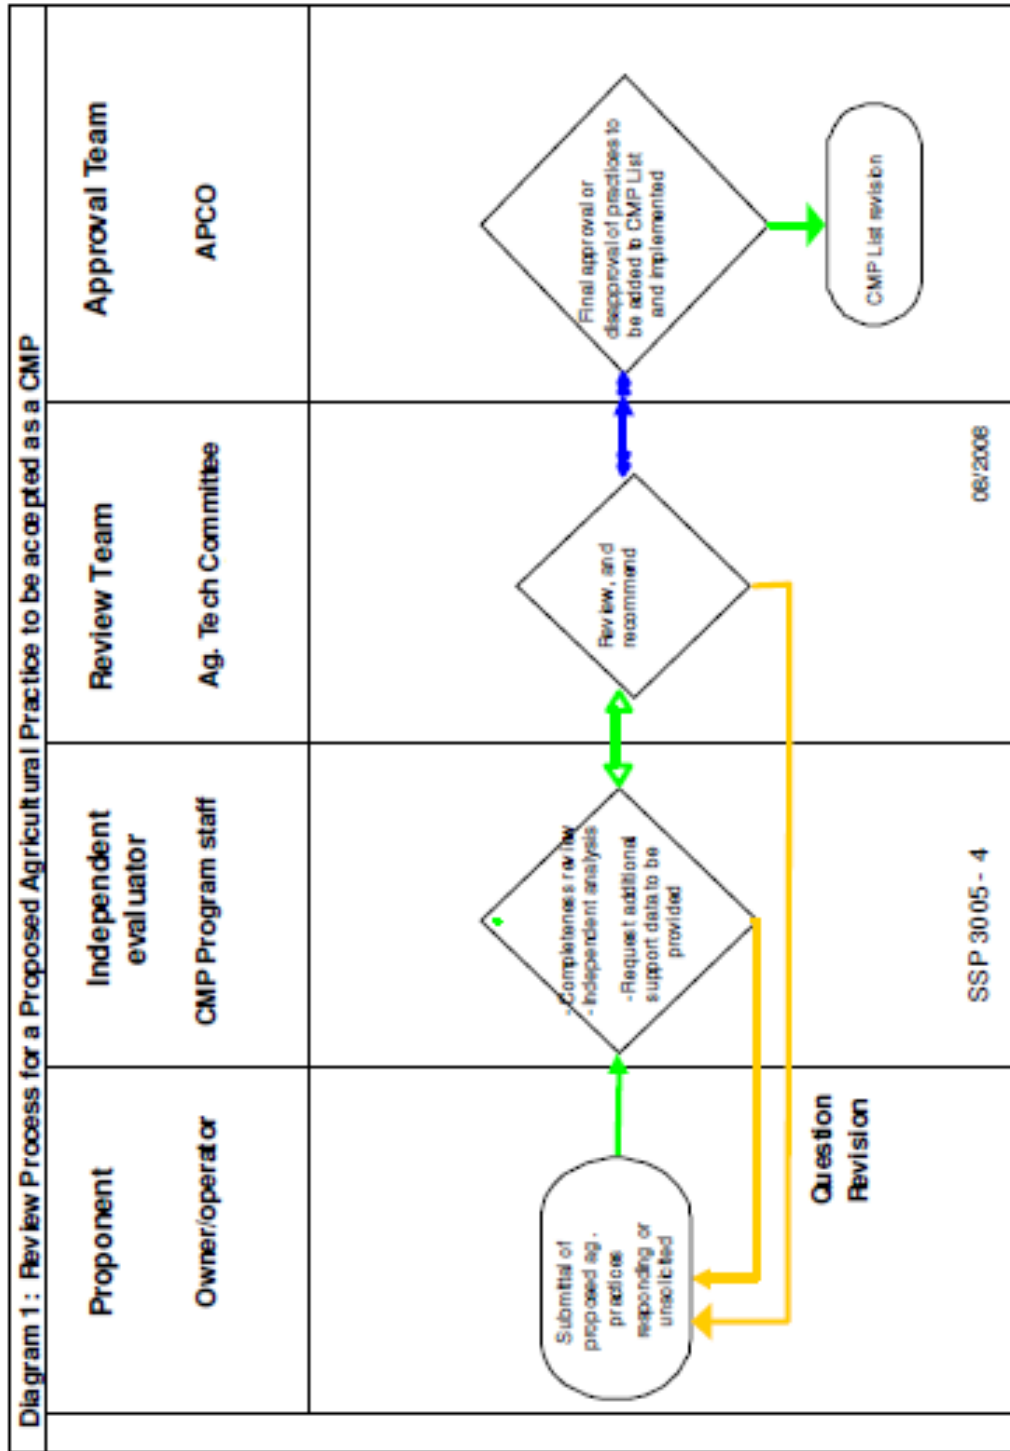 Diagram 1: Review Process for a Proposed Agricultural Practice to be accepted as a CMP
Proponent
Independent
evaluator
Review Team
Approval Team
Owner/operator
CMP Program staff
Ag. Tech Committee
APCO
Submittal of
proposed ag.
practices
responding or
unsolicited
-Completeness review
- Independent analysis
- Request additional
support data to be
provided
Review, and
recommend
Final approval or
disapproval of practices to
be added to CMP List
and implemented
CMP List revision
Question
Revision
SSP 3005 - 4
08/2008